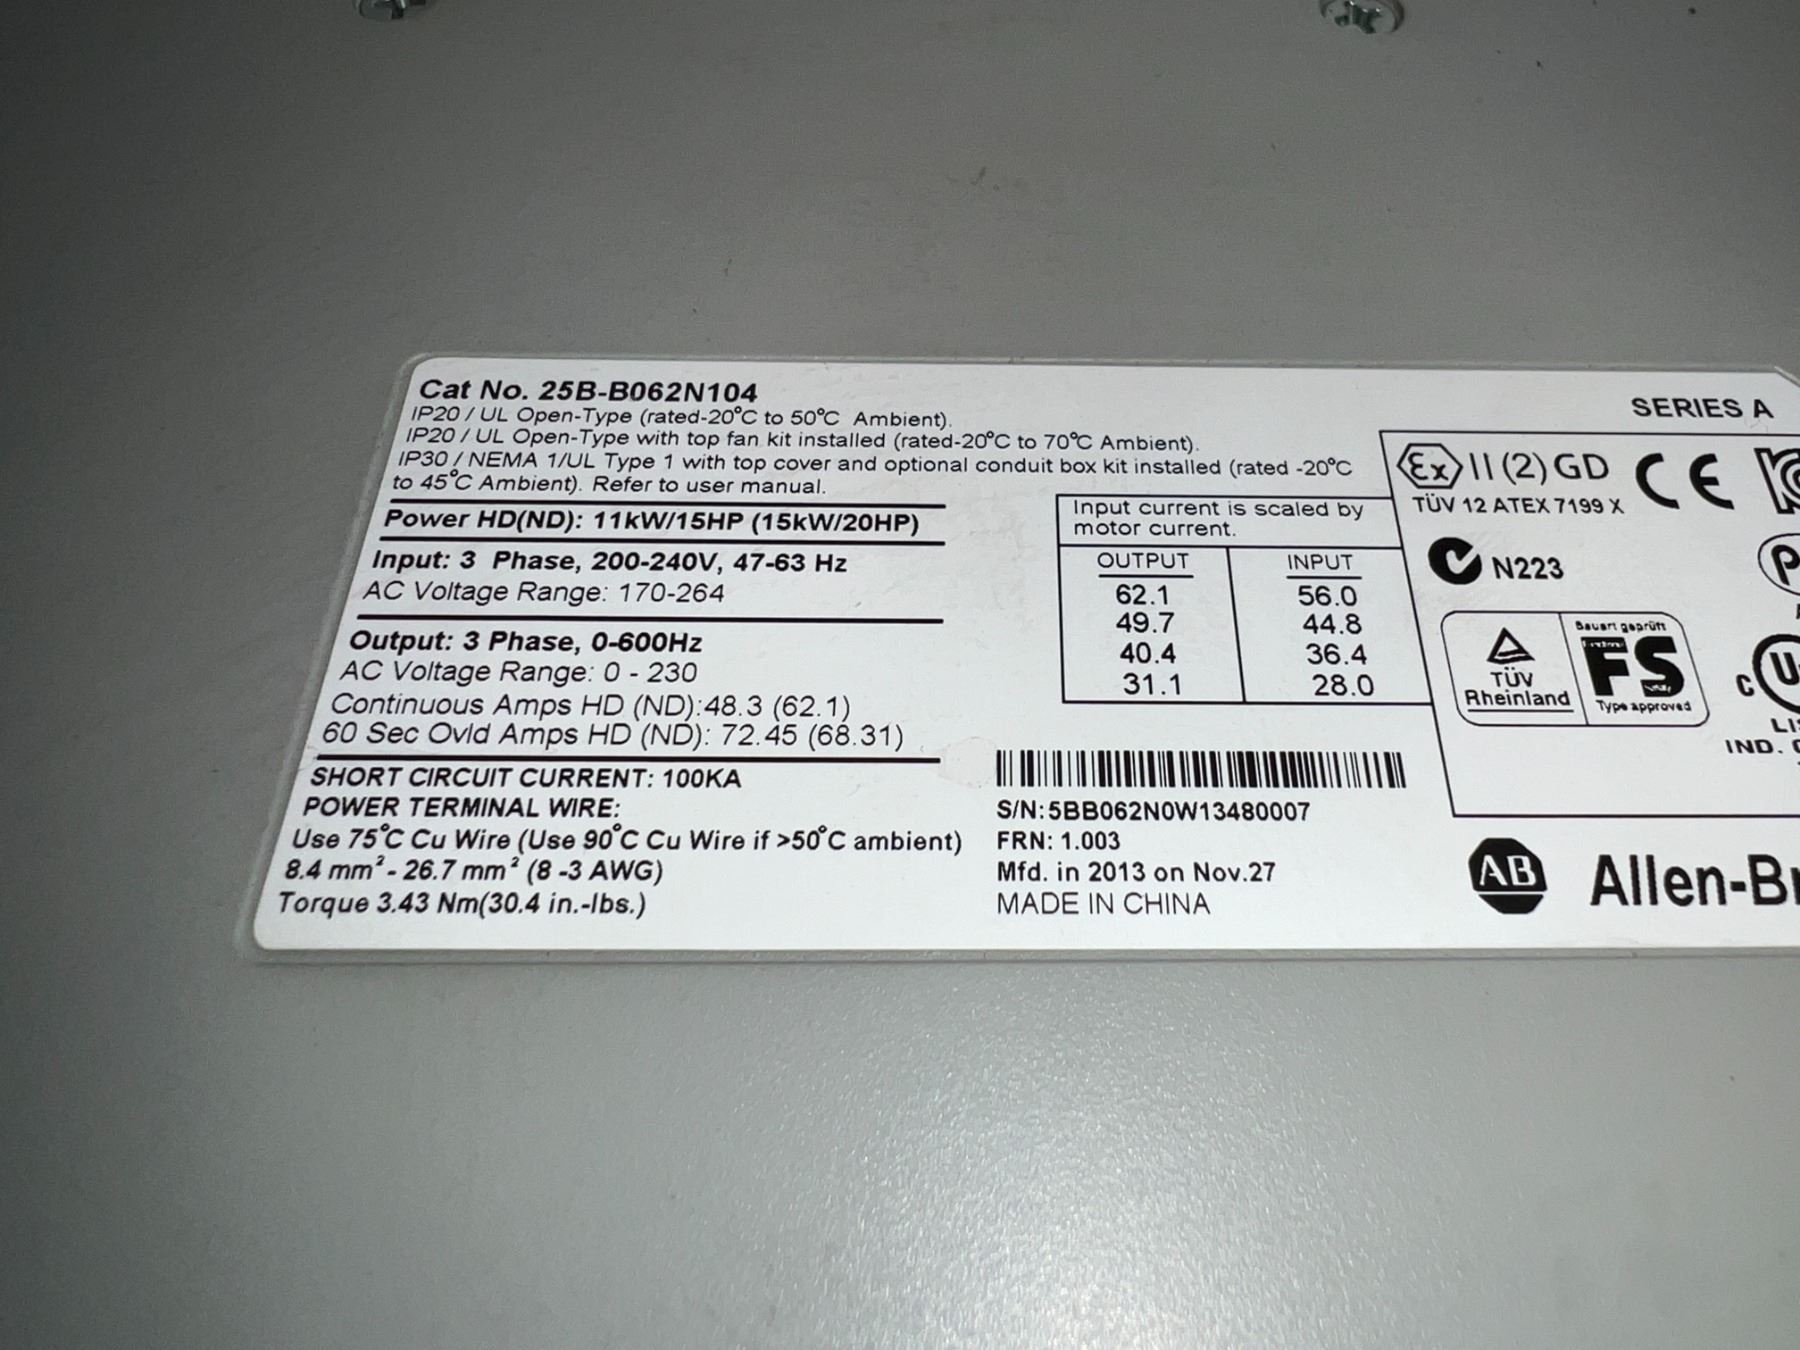 Cat No. 25B-B062N104
IP20 / UL Open-Type (rated-20°C to 50°C Ambient).
IP20 / UL Open-Type with top fan kit installed (rated-20°C to 70°C Ambient).
IP30 / NEMA 1/UL Type 1 with top cover and optional conduit box kit installed (rated -20°C
to 45°C Ambient). Refer to user manual.
Power HD(ND): 11kW/15HP (15kW/20HP)
Input: 3 Phase, 200-240V, 47-63 Hz
AC Voltage Range: 170-264
Output: 3 Phase, 0-600Hz
AC Voltage Range: 0 - 230
Continuous Amps HD (ND):48.3 (62.1)
60 Sec Ovld Amps HD (ND): 72.45 (68.31)
SHORT CIRCUIT CURRENT: 100KA
POWER TERMINAL WIRE:
Use 75°C Cu Wire (Use 90°C Cu Wire if >50°C ambient)
8.4 mm² - 26.7 mm² (8 -3 AWG)
Torque 3.43 Nm(30.4 in.-lbs.)
Input current is scaled by
motor current.
OUTPUT INPUT
62.1 56.0
49.7 44.8
40.4 36.4
31.1 28.0
S/N:5BB062N0W13480007
FRN: 1.003
Mfd. in 2013 on Nov.27
MADE IN CHINA
SERIES A
Ex II (2) GD CE
TÜV 12 ATEX 7199 X
N223
TÜV
Rheinland
Bauart geprüft
FS
Type approved
C U
IND.
AB Allen-B